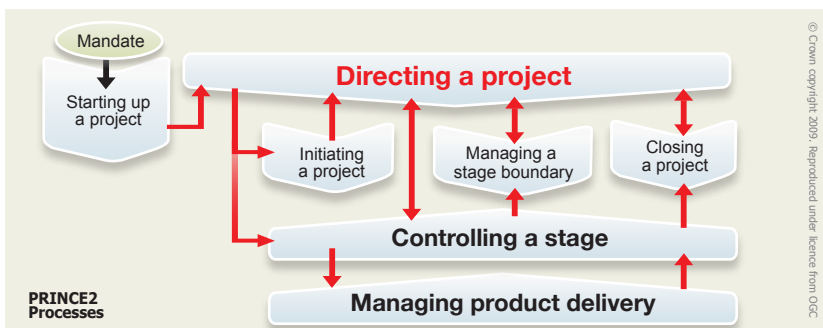 Mandate
Starting up
a project
Directing a project
Initiating
a project
Managing a
stage boundary
Closing
a project
Controlling a stage
Managing product delivery
PRINCE2
Processes
© Crown copyright 2009. Reproduced under licence from OGC